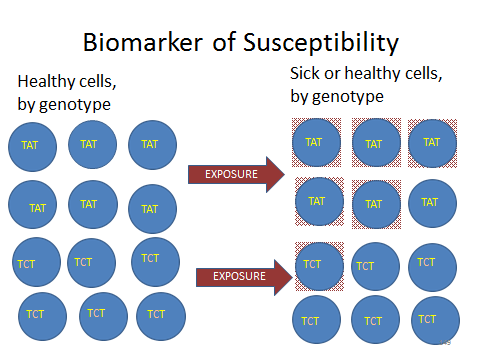 Biomarker of Susceptibility
Healthy cells,
by genotype
Sick or healthy cells,
by genotype
TAT TAT TAT
EXPOSURE
TAT TAT TAT
TAT TAT TAT
TAT TAT TAT
TCT TCT TCT
EXPOSURE
TCT TCT TCT
TCT TCT TCT
TCT TCT TCT